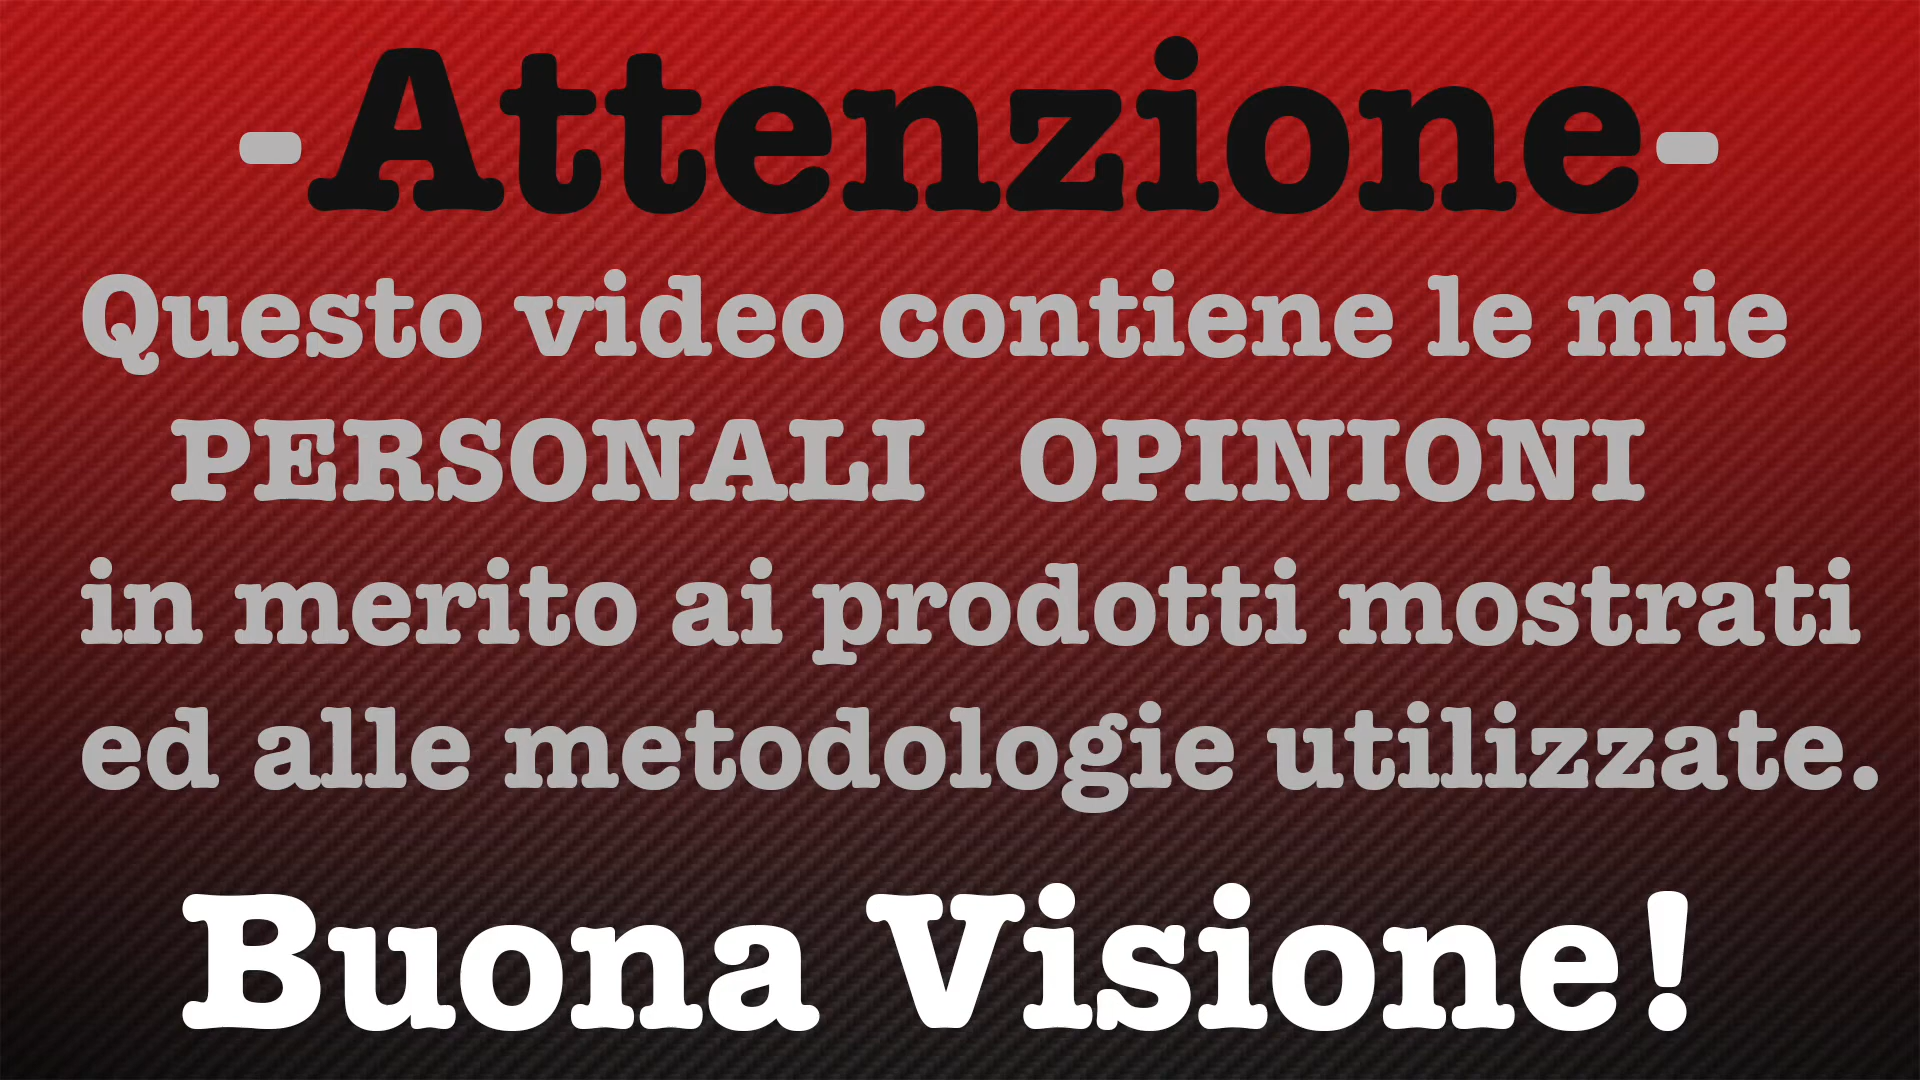 -Attenzione-
Questo video contiene le mie
PERSONALI OPINIONI
in merito ai prodotti mostrati
ed alle metodologie utilizzate.
Buona Visione!